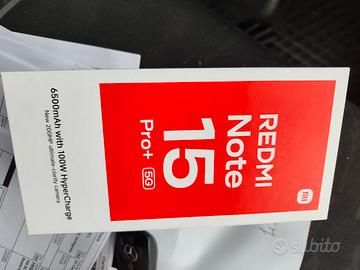 REDMI
Note
15
Pro+ 5G
6500mAh with 100W HyperCharge
New 200MP ultimate-clarity camera
mi
subito